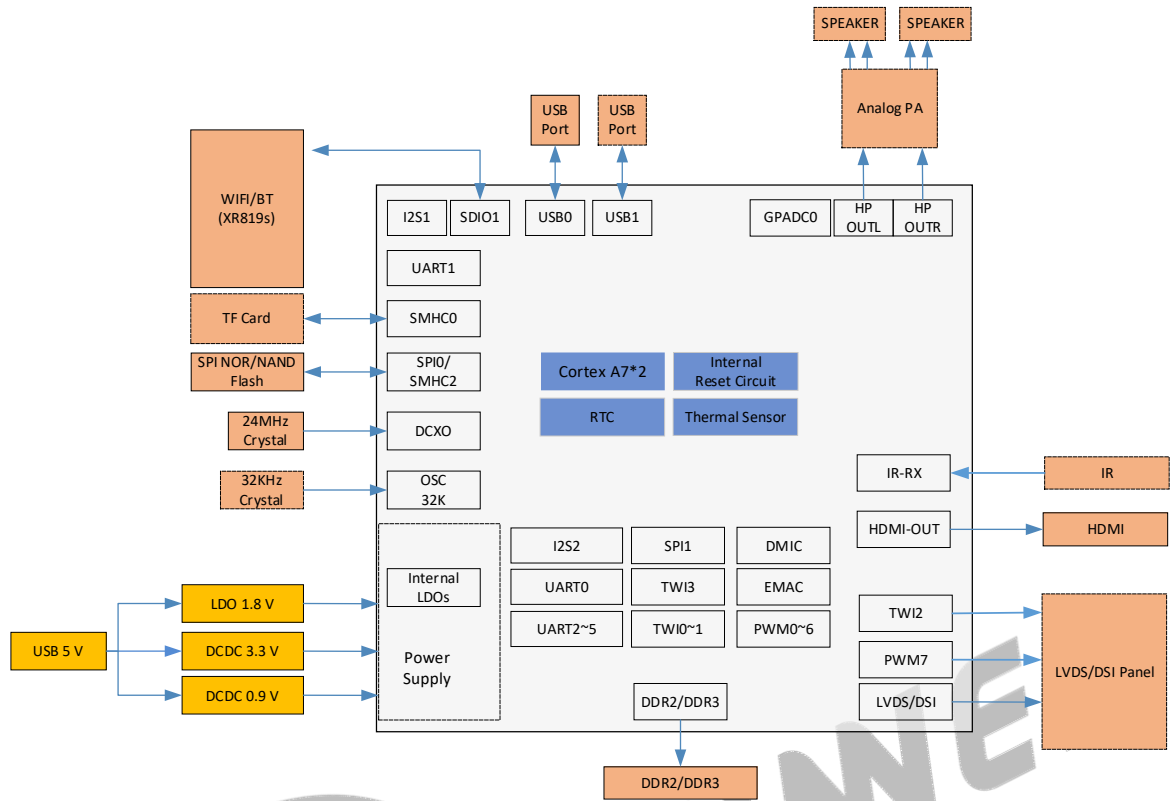 SPEAKER
SPEAKER
Analog PA
USB
Port
USB
Port
WIFI/BT
(XR819s)
I2S1
SDIO1
USB0
USB1
GPADC0
HP
OUTL
HP
OUTR
UART1
TF Card
SMHC0
SPI NOR/NAND
Flash
SPI0/
SMHC2
Cortex A7*2
Internal
Reset Circuit
24MHz
Crystal
DCXO
RTC
Thermal Sensor
32KHz
Crystal
OSC
32K
IR-RX
IR
HDMI-OUT
HDMI
I2S2
SPI1
DMIC
Internal
LDOs
UART0
TWI3
EMAC
LDO 1.8 V
UART2~5
TWI0~1
PWM0~6
TWI2
USB 5 V
DCDC 3.3 V
Power
Supply
PWM7
LVDS/DSI Panel
DCDC 0.9 V
DDR2/DDR3
LVDS/DSI
DDR2/DDR3